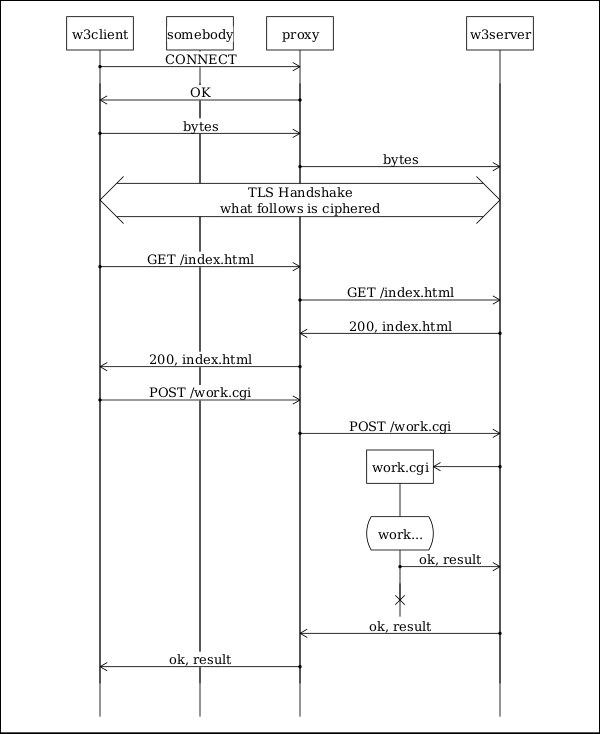 w3client somebody proxy w3server
CONNECT
OK
bytes
bytes
TLS Handshake
what follows is ciphered
GET /index.html
GET /index.html
200, index.html
200, index.html
POST /work.cgi
POST /work.cgi
work.cgi
work...
ok, result
ok, result
ok, result